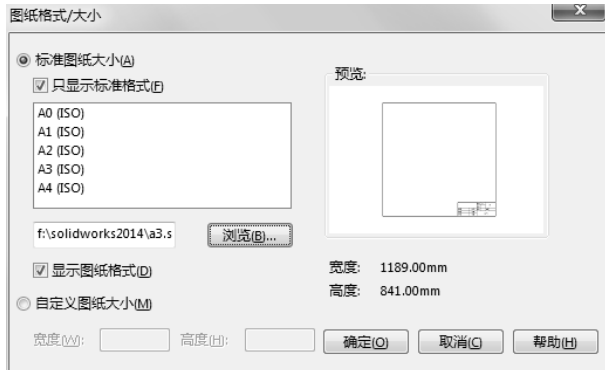 图纸格式/大小
标准图纸大小(A)
只显示标准格式(F)
A0 (ISO)
A1 (ISO)
A2 (ISO)
A3 (ISO)
A4 (ISO)
f:\solidworks2014\a3.s
浏览(B)...
显示图纸格式(D)
自定义图纸大小(M)
宽度(W):
高度(H):
预览:
宽度: 1189.00mm
高度: 841.00mm
确定(O)
取消(C)
帮助(H)